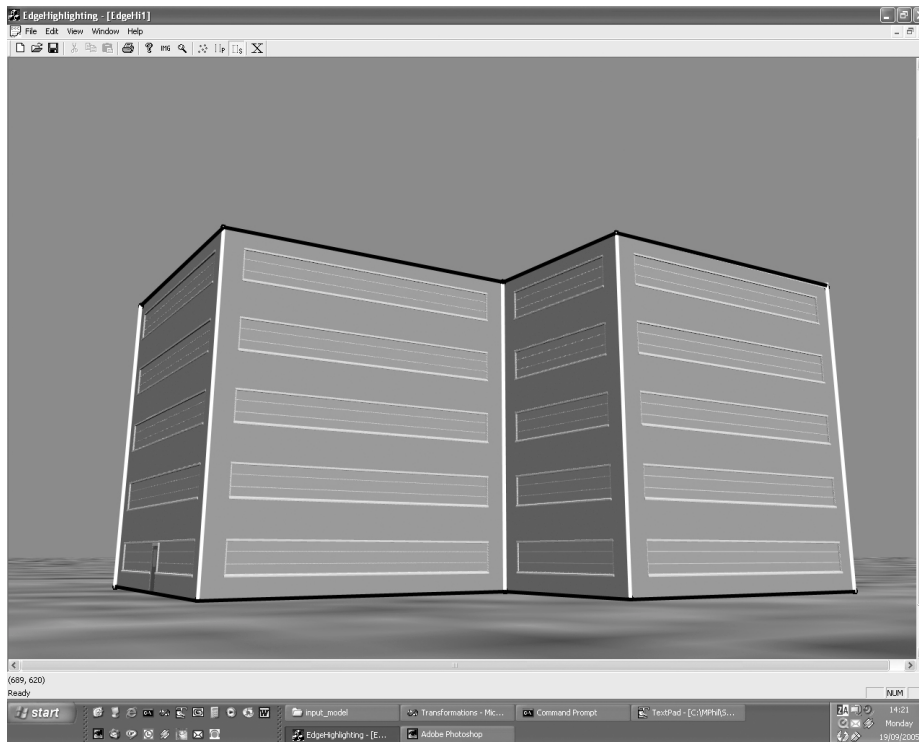 EdgeHighlighting - [EdgeHi1]
File Edit View Window Help
IMG P S X
(689, 620)
Ready NUM
start input_model Transformations - Mic... Command Prompt TextPad - [C:\MPhil\S... ZA 14:21
Monday
EdgeHighlighting - [E... Adobe Photoshop 19/09/2005